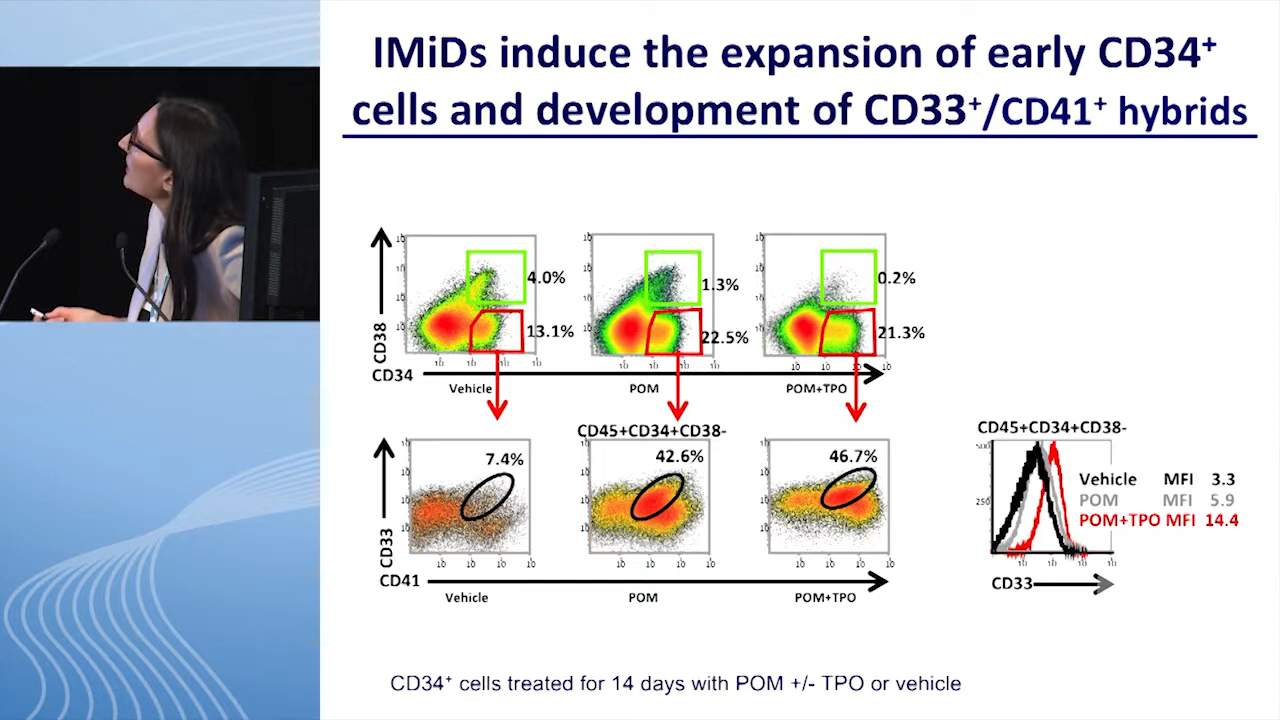 IMiDs induce the expansion of early CD34+
cells and development of CD33+/CD41+ hybrids
4.0%
1.3%
0.2%
13.1%
22.5%
21.3%
CD38
CD34
Vehicle
POM
POM+TPO
CD45+CD34+CD38-
7.4%
42.6%
46.7%
CD33
CD41
Vehicle
POM
POM+TPO
CD45+CD34+CD38-
500
250
Vehicle MFI 3.3
POM MFI 5.9
POM+TPO MFI 14.4
CD33
CD34+ cells treated for 14 days with POM +/- TPO or vehicle